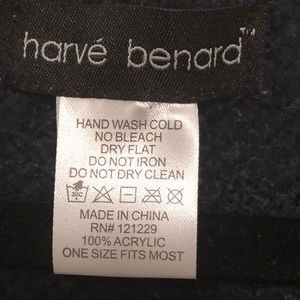 harvé benard™
HAND WASH COLD
NO BLEACH
DRY FLAT
DO NOT IRON
DO NOT DRY CLEAN
30C
MADE IN CHINA
RN# 121229
100% ACRYLIC
ONE SIZE FITS MOST